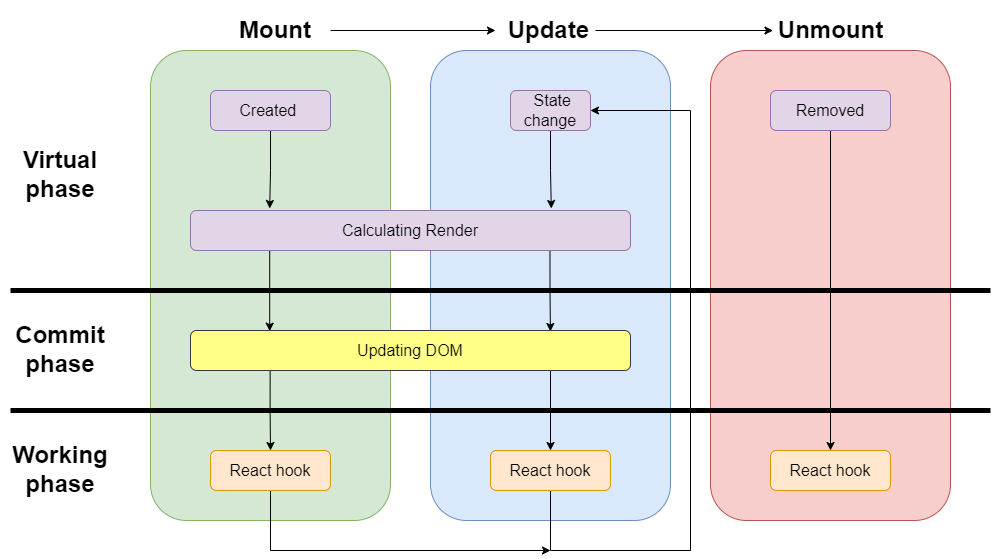 Mount
Update
Unmount
Virtual
phase
Created
State
change
Removed
Calculating Render
Commit
phase
Updating DOM
Working
phase
React hook
React hook
React hook